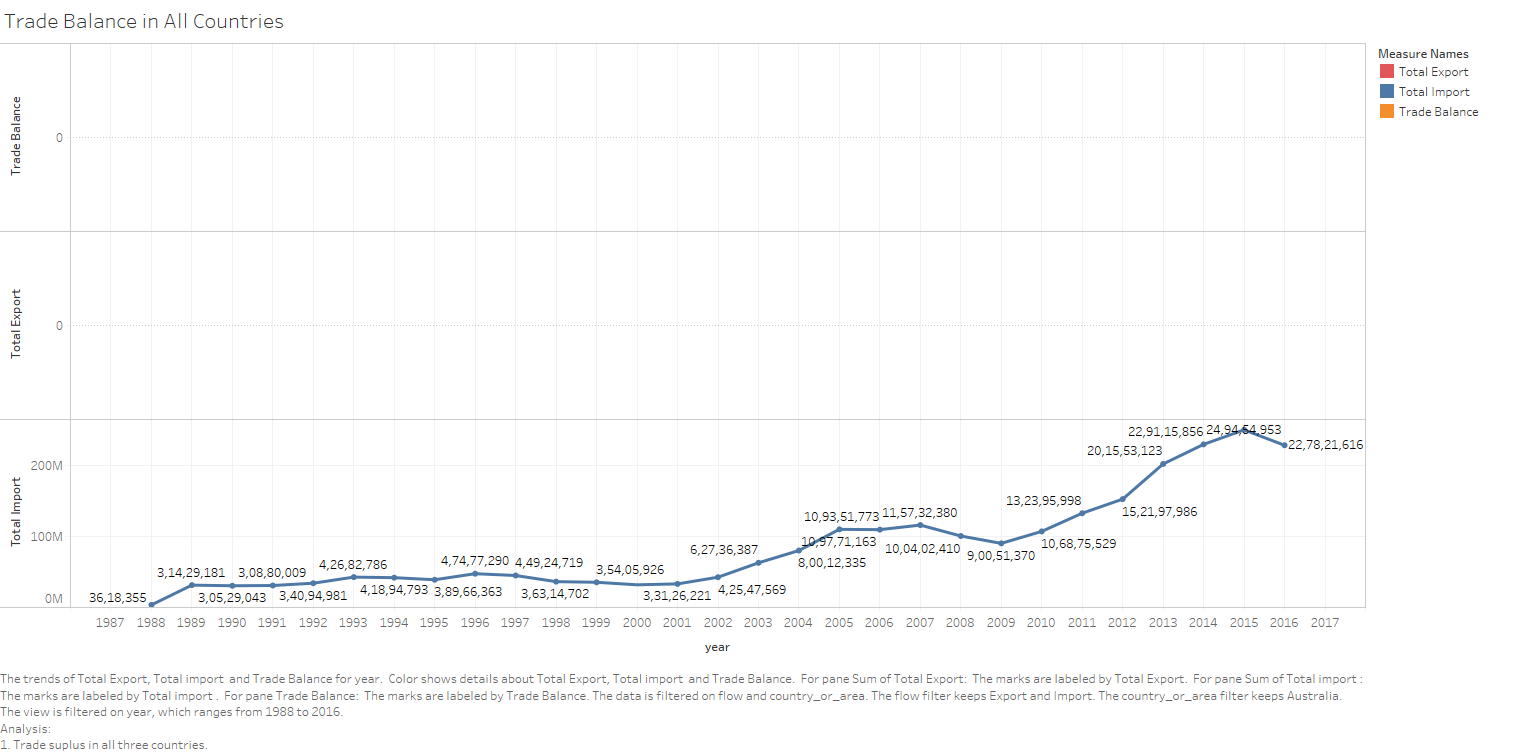 Trade Balance in All Countries
Measure Names
Total Export
Total Import
Trade Balance
Trade Balance
0
Total Export
0
Total Import
200M
100M
0M
36,18,355
3,14,29,181
3,05,29,043
3,08,80,009
3,40,94,981
4,26,82,786
4,18,94,793
3,89,66,363
4,74,77,290
4,49,24,719
3,63,14,702
3,54,05,926
3,31,26,221
4,25,47,569
6,27,36,387
8,00,12,335
10,93,51,773
10,97,71,163
11,57,32,380
10,04,02,410
9,00,51,370
10,68,75,529
13,23,95,998
15,21,97,986
20,15,53,123
22,91,15,856
24,94,54,953
22,78,21,616
1987 1988 1989 1990 1991 1992 1993 1994 1995 1996 1997 1998 1999 2000 2001 2002 2003 2004 2005 2006 2007 2008 2009 2010 2011 2012 2013 2014 2015 2016 2017
year
The trends of Total Export, Total import and Trade Balance for year. Color shows details about Total Export, Total import and Trade Balance. For pane Sum of Total Export: The marks are labeled by Total Export. For pane Sum of Total import :
The marks are labeled by Total import . For pane Trade Balance: The marks are labeled by Trade Balance. The data is filtered on flow and country_or_area. The flow filter keeps Export and Import. The country_or_area filter keeps Australia.
The view is filtered on year, which ranges from 1988 to 2016.
Analysis:
1. Trade suplus in all three countries.